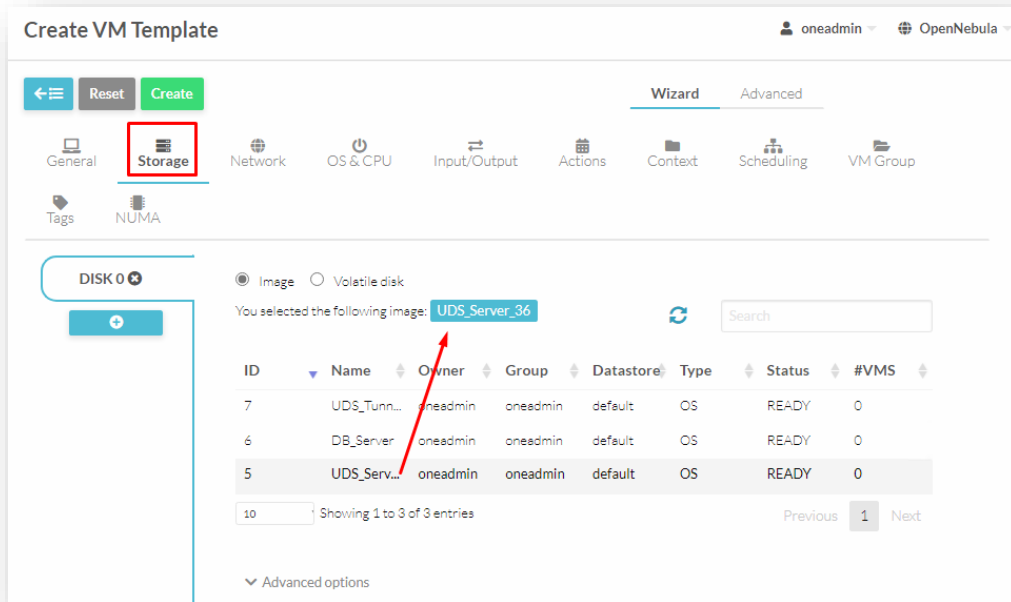 Create VM Template
oneadmin
OpenNebula
Reset
Create
Wizard
Advanced
General
Storage
Network
OS & CPU
Input/Output
Actions
Context
Scheduling
VM Group
Tags
NUMA
DISK 0
Image
Volatile disk
You selected the following image: UDS_Server_36
Search
ID Name Owner Group Datastore Type Status #VMS
7 UDS_Tunn... oneadmin oneadmin default OS READY 0
6 DB_Server oneadmin oneadmin default OS READY 0
5 UDS_Serv... oneadmin oneadmin default OS READY 0
10 Showing 1 to 3 of 3 entries
Previous 1 Next
Advanced options